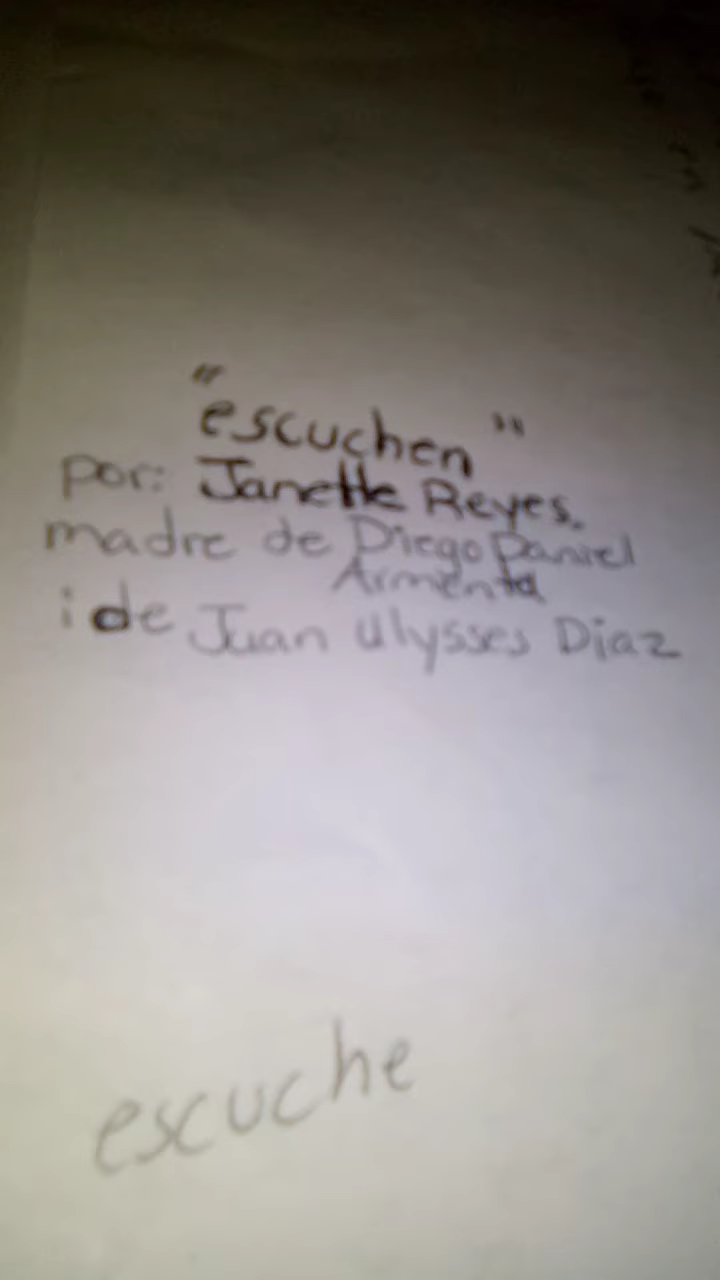 "escuchen"
por: Janette Reyes.
madre de Diego Daniel
Armenta
i de Juan Ulysses Diaz
escuche